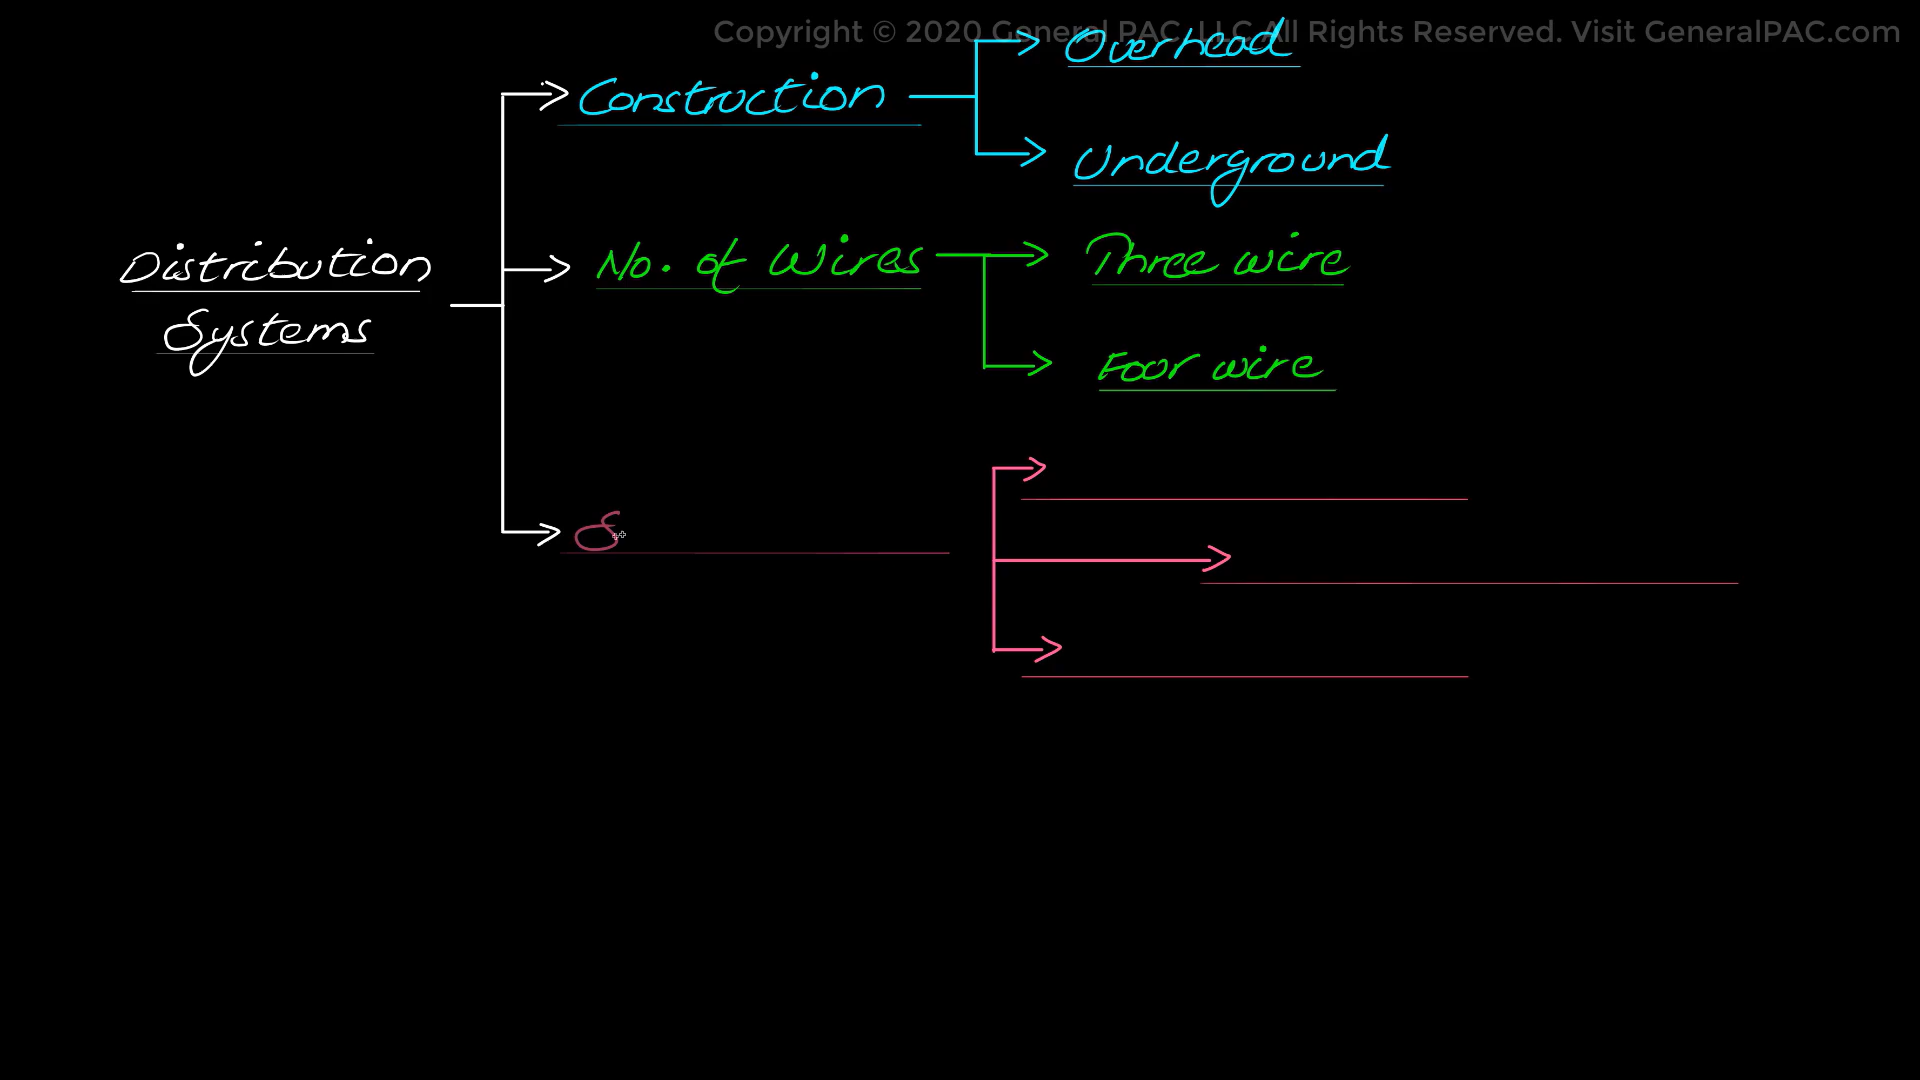 Copyright © 2020 General PAC, LLC All Rights Reserved. Visit GeneralPAC.com
Overhead
Construction
Underground
Distribution
Systems
No. of Wires
Three wire
Four wire
S